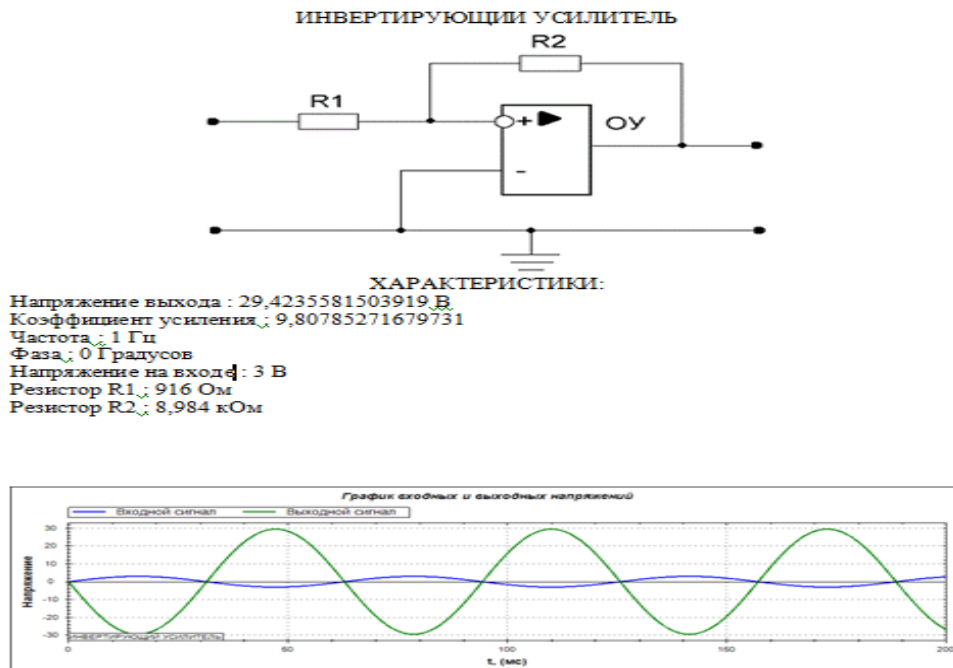 ИНВЕРТИРУЮЩИЙ УСИЛИТЕЛЬ
R2
R1
+
ОУ
-
ХАРАКТЕРИСТИКИ:
Напряжение выхода : 29,4235581503919 В
Коэффициент усиления : 9,80785271679731
Частота : 1 Гц
Фаза : 0 Градусов
Напряжение на входе : 3 В
Резистор R1 : 916 Ом
Резистор R2 : 8,984 кОм
График входных и выходных напряжений
Входной сигнал
Выходной сигнал
Напряжение
30
20
10
0
-10
-20
-30
ИНВЕРТИРУЮЩИЙ УСИЛИТЕЛЬ
0 50 100 150 200
t, (мс)